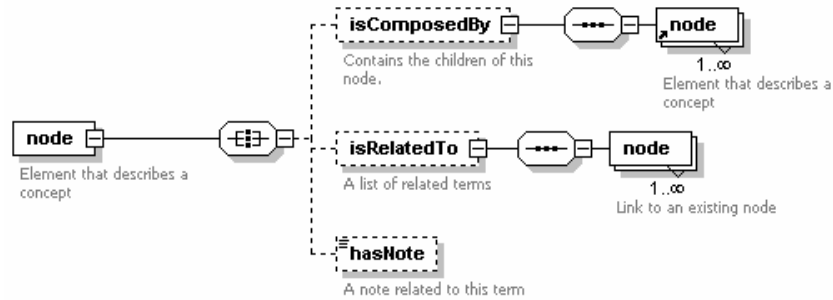 isComposedBy
Contains the children of this
node.
node
1..∞
Element that describes a
concept
node
Element that describes a
concept
isRelatedTo
A list of related terms
node
1..∞
Link to an existing node
hasNote
A note related to this term